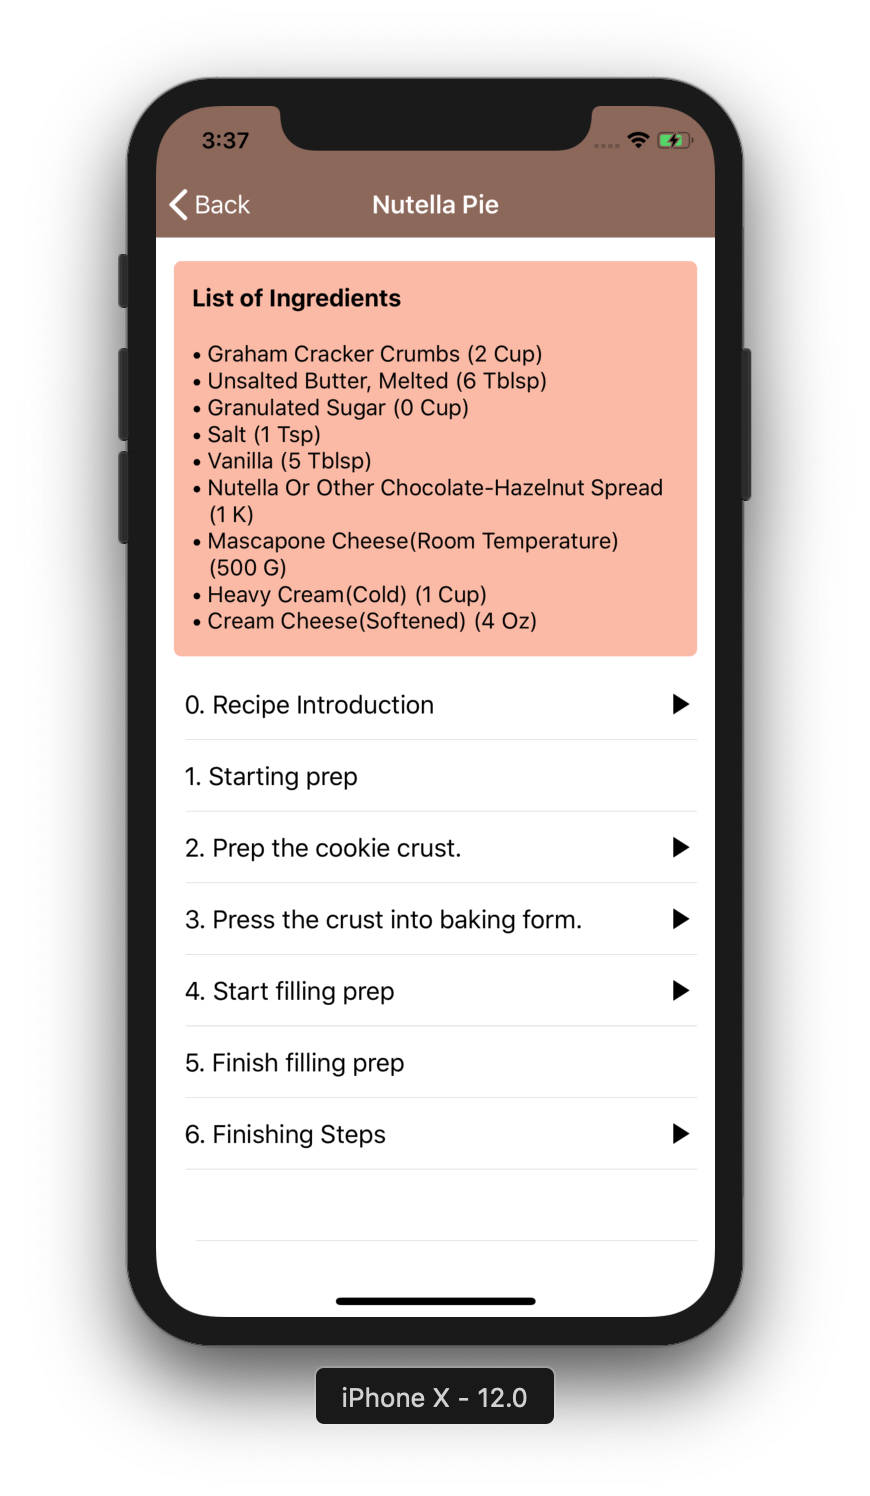 3:37
Back
Nutella Pie
List of Ingredients
• Graham Cracker Crumbs (2 Cup)
• Unsalted Butter, Melted (6 Tblsp)
• Granulated Sugar (0 Cup)
• Salt (1 Tsp)
• Vanilla (5 Tblsp)
• Nutella Or Other Chocolate-Hazelnut Spread
(1 K)
• Mascapone Cheese(Room Temperature)
(500 G)
• Heavy Cream(Cold) (1 Cup)
• Cream Cheese(Softened) (4 Oz)
0. Recipe Introduction
1. Starting prep
2. Prep the cookie crust.
3. Press the crust into baking form.
4. Start filling prep
5. Finish filling prep
6. Finishing Steps
iPhone X - 12.0